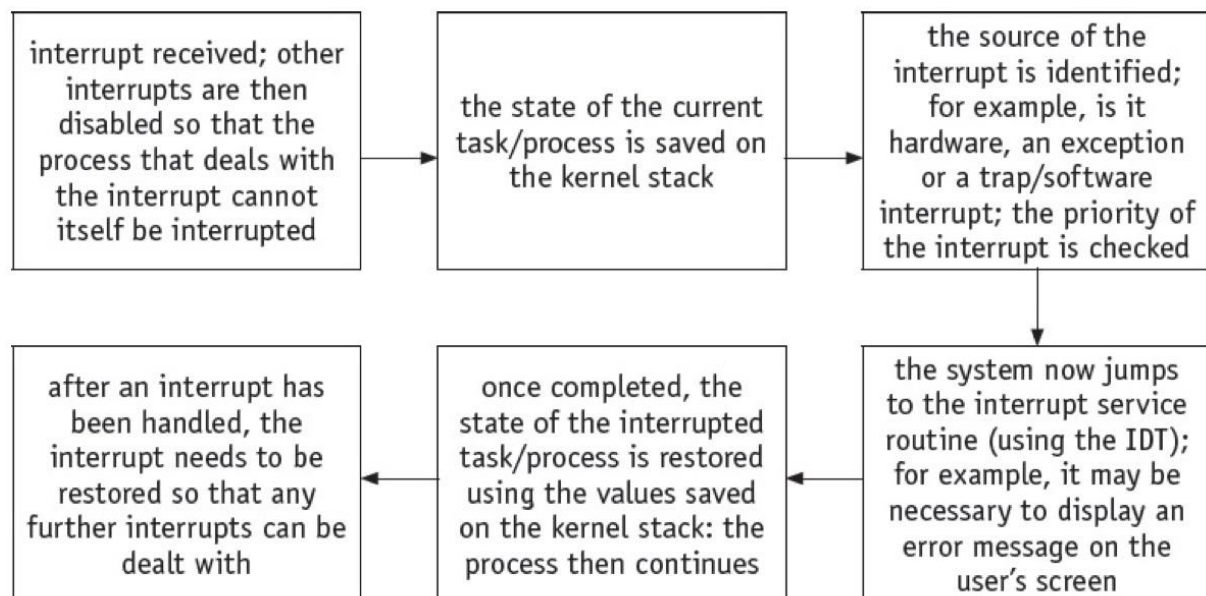 interrupt received; other
interrupts are then
disabled so that the
process that deals with
the interrupt cannot
itself be interrupted
the state of the current
task/process is saved on
the kernel stack
the source of the
interrupt is identified;
for example, is it
hardware, an exception
or a trap/software
interrupt; the priority of
the interrupt is checked
the system now jumps
to the interrupt service
routine (using the IDT);
for example, it may be
necessary to display an
error message on the
user's screen
once completed, the
state of the interrupted
task/process is restored
using the values saved
on the kernel stack: the
process then continues
after an interrupt has
been handled, the
interrupt needs to be
restored so that any
further interrupts can be
dealt with